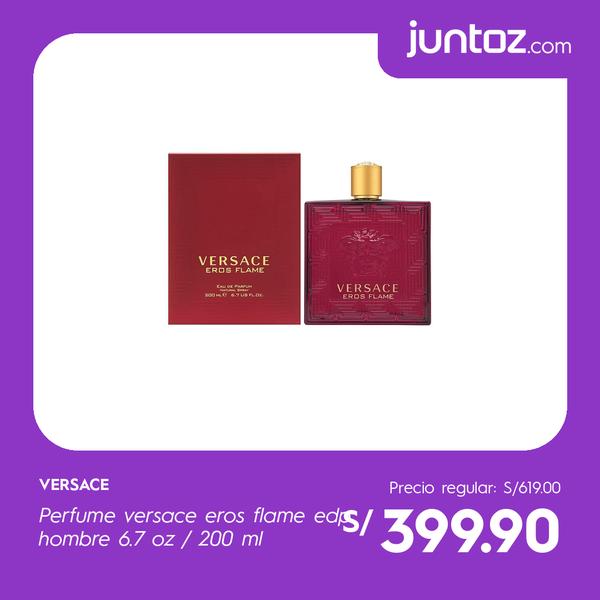 juntoz.com
VERSACE
EROS FLAME
EAU DE PARFUM
NATURAL SPRAY
200 ML ℮ 6.7 US FL.OZ.
VERSACE
EROS FLAME
VERSACE
Perfume versace eros flame edp
hombre 6.7 oz / 200 ml
Precio regular: S/619.00
S/ 399.90